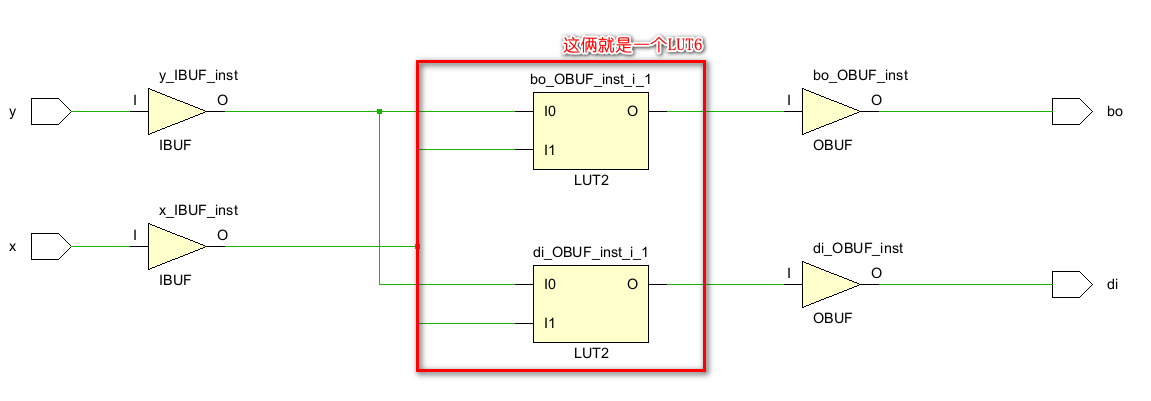 这俩就是一个LUT6
y_IBUF_inst
bo_OBUF_inst_i_1
bo_OBUF_inst
y
I
O
I0
O
I
O
bo
IBUF
I1
OBUF
LUT2
x_IBUF_inst
x
I
O
di_OBUF_inst_i_1
di_OBUF_inst
IBUF
I0
O
I
O
di
I1
OBUF
LUT2